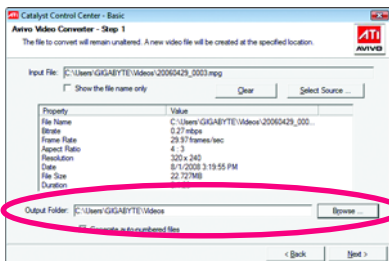 ATI Catalyst Control Center - Basic
Avivo Video Converter - Step 1
The file to convert will remain unaltered. A new video file will be created at the specified location.
ATI
AVIVO
Input File: C:\Users\GIGABYTE\Videos\20060429_0003.mpg
Show the file name only
Clear
Select Source ...
Property Value
File Name C:\Users\GIGABYTE\Videos\20060429_000...
Bitrate 0.27 mbps
Frame Rate 29.97 frames/sec
Aspect Ratio 4 : 3
Resolution 320 x 240
Date 8/1/2008 3:19:55 PM
File Size 22.727MB
Duration
Output Folder: C:\Users\GIGABYTE\Videos
Browse ...
Generate auto-numbered files
< Back
Next >